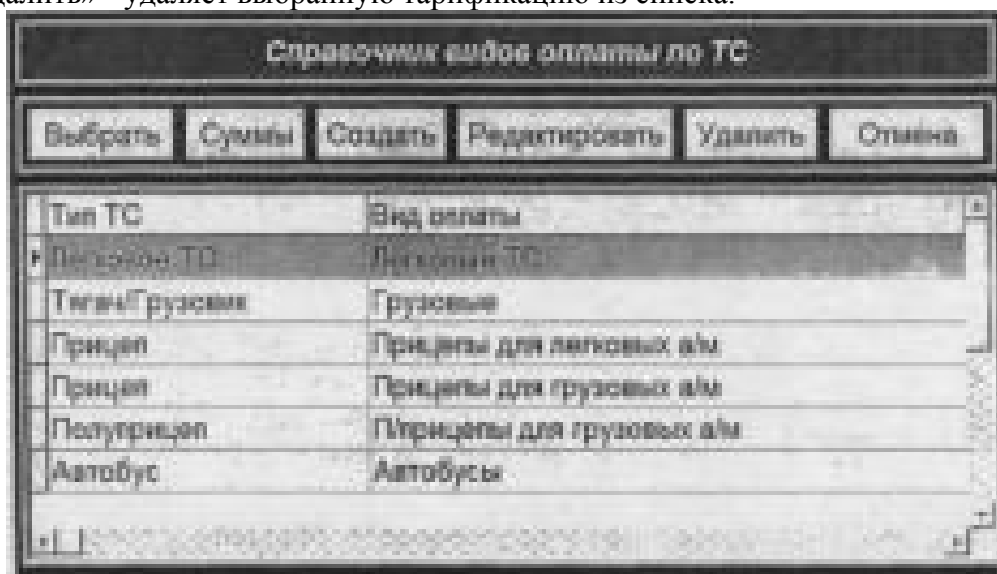 далить» - удаляет выбранную тарификацию из списка.
Справочник видов оплаты по ТС
Выбрать Суммы Создать Редактировать Удалить Отмена
Тип ТС Вид оплаты
Легковое ТС Легковые ТС
Тягач/Грузовик Грузовые
Прицеп Прицепы для легковых а/м
Прицеп Прицепы для грузовых а/м
Полуприцеп П/прицепы для грузовых а/м
Автобус Автобусы